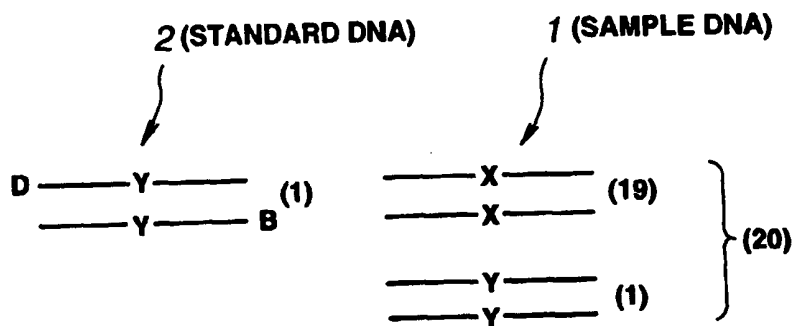 2 (STANDARD DNA)
1 (SAMPLE DNA)
D Y (1)
Y B
X (19)
X
(20)
Y (1)
Y